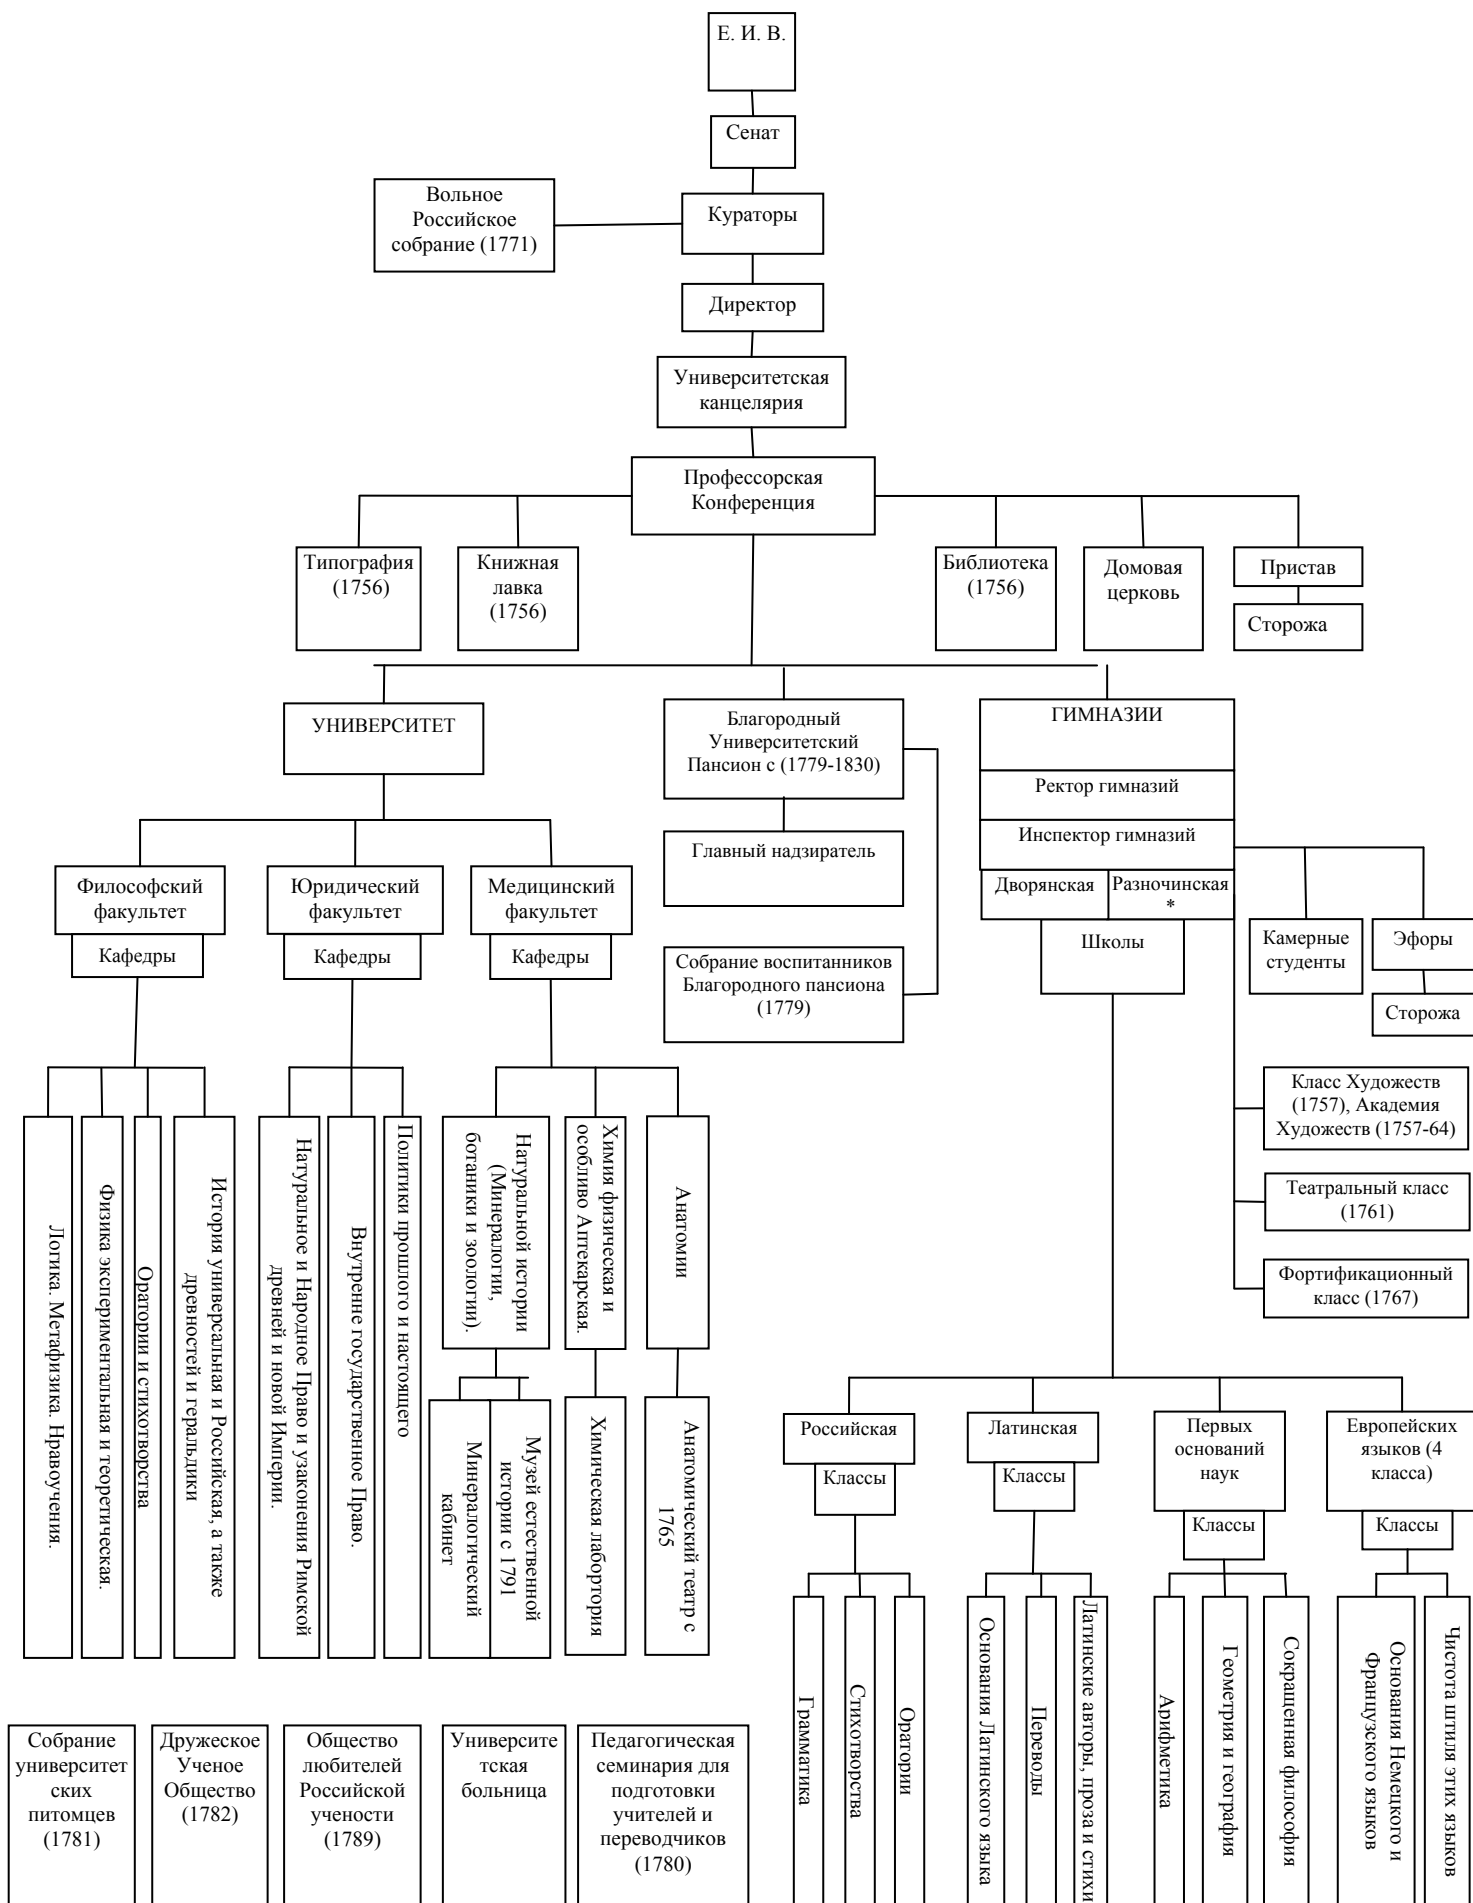 Е. И. В.
Сенат
Вольное
Российское
собрание (1771)
Кураторы
Директор
Университетская
канцелярия
Профессорская
Конференция
Типография
(1756)
Книжная
лавка
(1756)
Библиотека
(1756)
Домовая
церковь
Пристав
Сторожа
УНИВЕРСИТЕТ
Благородный
Университетский
Пансион с (1779-1830)
ГИМНАЗИИ
Ректор гимназий
Инспектор гимназий
Главный надзиратель
Дворянская
Разночинская
*
Философский
факультет
Юридический
факультет
Медицинский
факультет
Кафедры
Кафедры
Кафедры
Школы
Камерные
студенты
Эфоры
Сторожа
Собрание воспитанников
Благородного пансиона
(1779)
Класс Художеств
(1757), Академия
Художеств (1757-64)
Театральный класс
(1761)
Фортификационный
класс (1767)
Логика. Метафизика. Нравоучения.
Физика экспериментальная и теоретическая.
Оратории и стихотворства
История универсальная и Российская, а также
древностей и геральдики
Натуральное и Народное Право и узаконения Римской
древней и новой Империи.
Внутренне государственное Право.
Политики прошлого и настоящего
Натуральной истории
(Минералогии,
ботаники и зоологии).
Химия физическая и
особливо Аптекарская.
Анатомии
Минералогический
кабинет
Музей естественной
истории с 1791
Химическая лабортория
Анатомический театр с
1765
Российская
Латинская
Первых
оснований
наук
Европейских
языков (4
класса)
Классы
Классы
Классы
Классы
Грамматика
Стихотворства
Оратории
Основания Латинского языка
Переводы
Латинские авторы, проза и стихи
Арифметика
Геометрия и география
Сокращенная философия
Основания Немецкого и
Французского языков
Чистота штиля этих языков
Собрание
университет
ских
питомцев
(1781)
Дружеское
Ученое
Общество
(1782)
Общество
любителей
Российской
учености
(1789)
Университе
тская
больница
Педагогическая
семинария для
подготовки
учителей и
переводчиков
(1780)